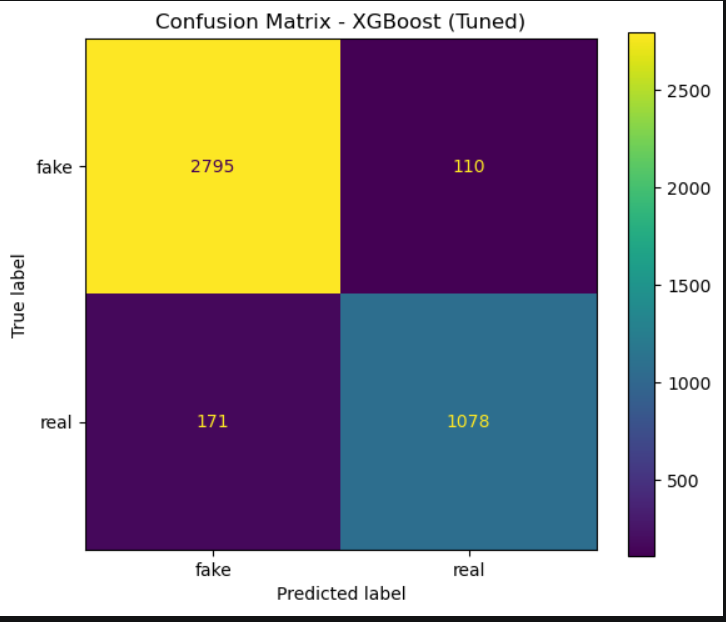 Confusion Matrix - XGBoost (Tuned)
fake
2795
110
real
171
1078
True label
fake
real
Predicted label
2500
2000
1500
1000
500